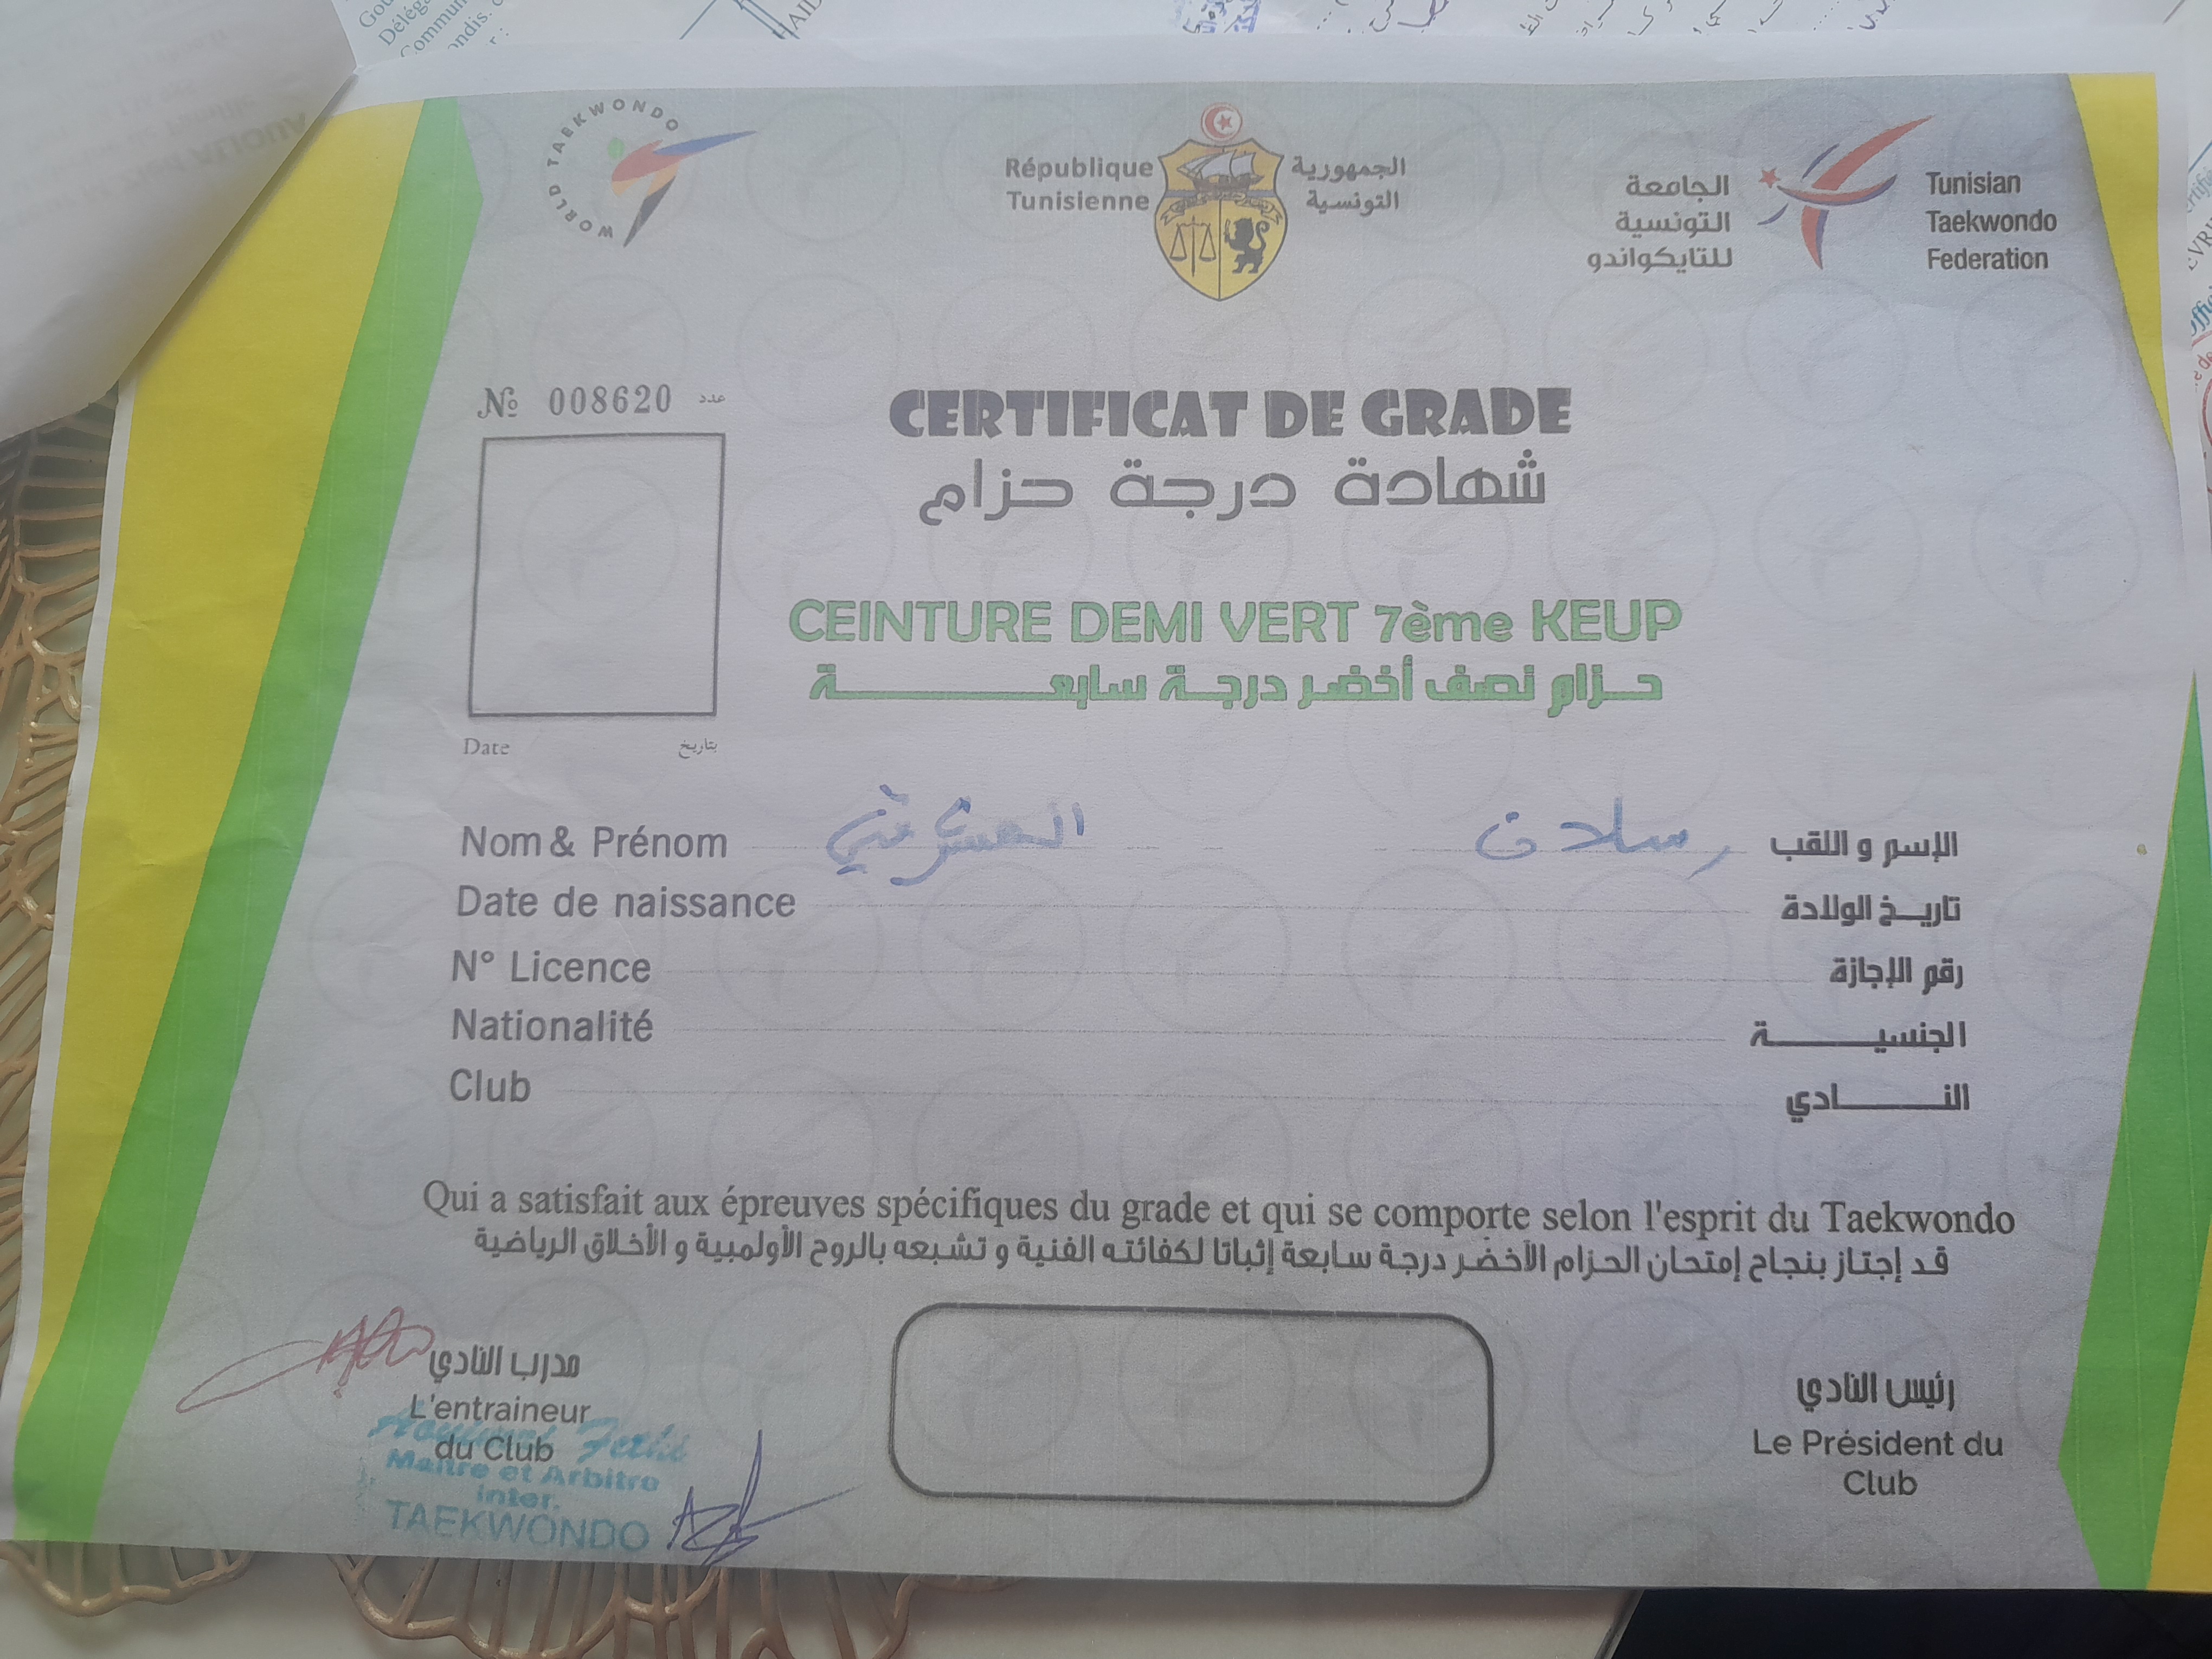 WORLD TAEKWONDO
République
Tunisienne
الجمهورية
التونسية
الجامعة
التونسية
للتايكواندو
Tunisian
Taekwondo
Federation
№ 008620 عدد
CERTIFICAT DE GRADE
شهادة درجة حزام
CEINTURE DEMI VERT 7ème KEUP
حزام نصف أخضر درجة سابعة
Date بتاريخ
Nom & Prénom رسلان الإسم و اللقب
Date de naissance تاريخ الولادة
N° Licence رقم الإجازة
Nationalité الجنسية
Club النادي
Qui a satisfait aux épreuves spécifiques du grade et qui se comporte selon l'esprit du Taekwondo
قد إجتاز بنجاح إمتحان الحزام الأخضر درجة سابعة إثباتا لكفائته الفنية و تشبعه بالروح الأولمبية و الأخلاق الرياضية
مدرب النادي
L'entraineur
du Club
Maître et Arbitre
inter.
TAEKWONDO
رئيس النادي
Le Président du
Club